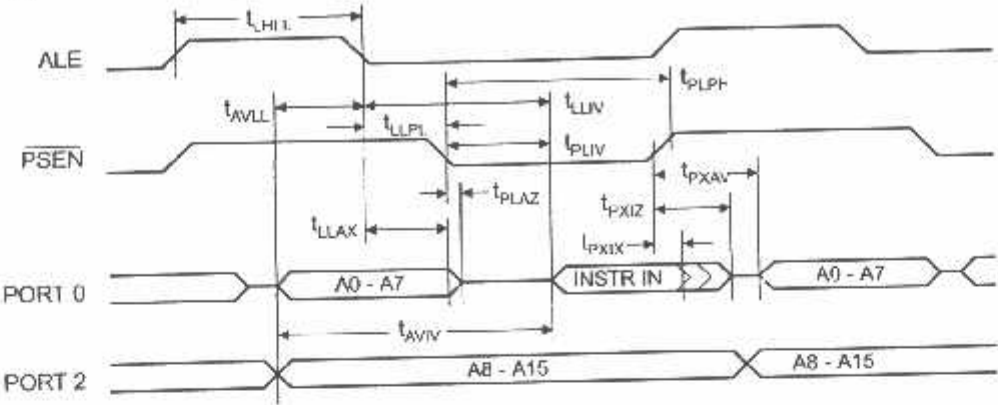 tLHLL
ALE
tPLPH
tAVLL
tLLIV
tLLPL
PSEN
tPLIV
tPXAV
tPLAZ
tPXIZ
tLLAX
tPXIX
PORT 0
A0 - A7
INSTR IN
A0 - A7
tAVIV
PORT 2
A8 - A15
A8 - A15